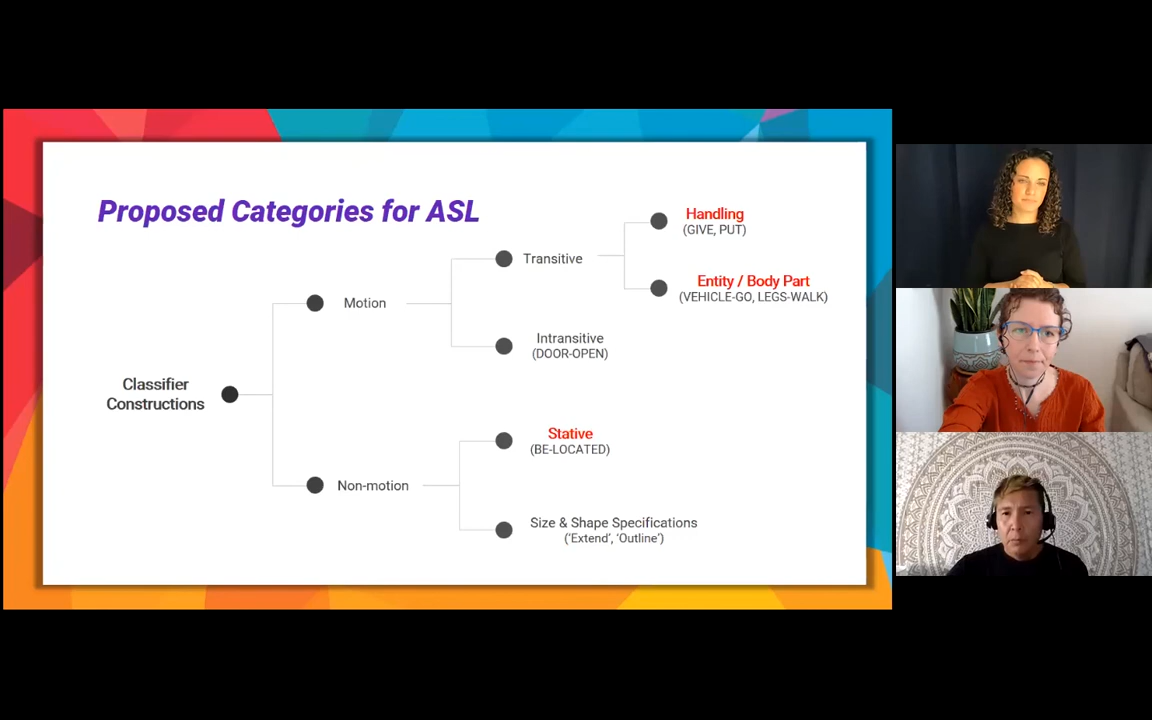 Proposed Categories for ASL
Handling
(GIVE, PUT)
Transitive
Entity / Body Part
(VEHICLE-GO, LEGS-WALK)
Motion
Intransitive
(DOOR-OPEN)
Classifier
Constructions
Stative
(BE-LOCATED)
Non-motion
Size & Shape Specifications
(‘Extend’, ‘Outline’)